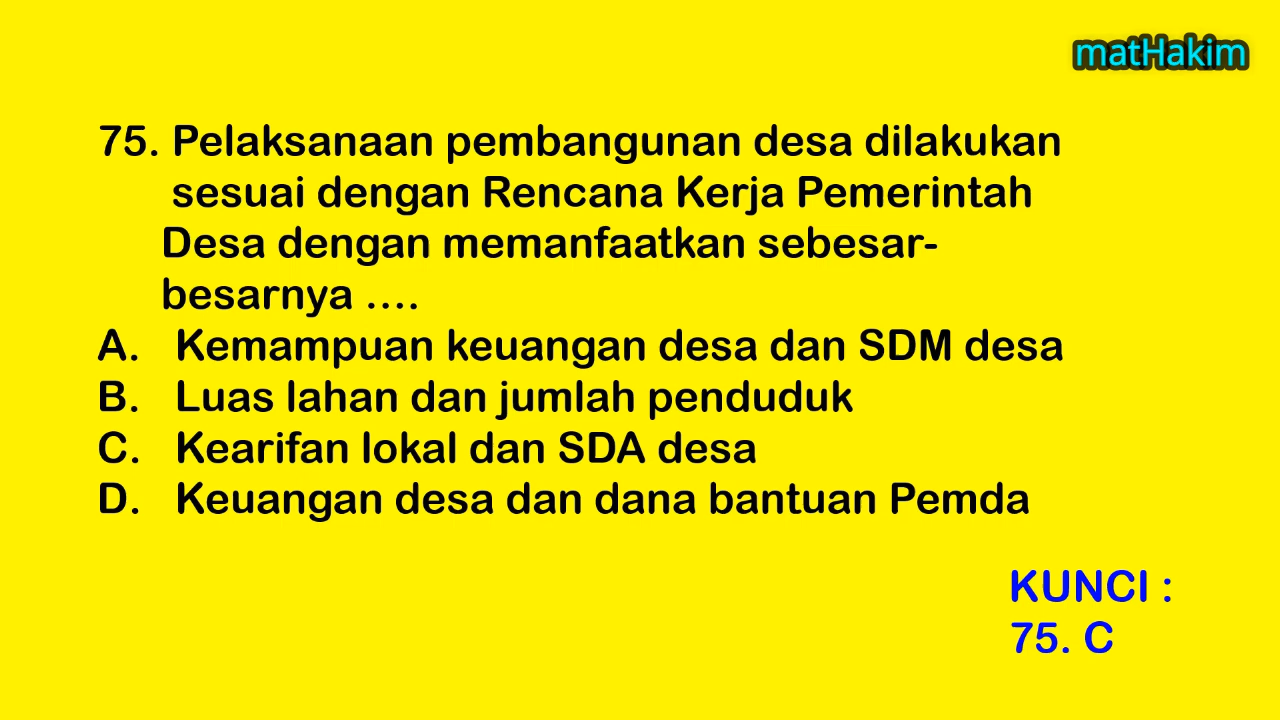 matHakim
75. Pelaksanaan pembangunan desa dilakukan
sesuai dengan Rencana Kerja Pemerintah
Desa dengan memanfaatkan sebesar-
besarnya ....
A. Kemampuan keuangan desa dan SDM desa
B. Luas lahan dan jumlah penduduk
C. Kearifan lokal dan SDA desa
D. Keuangan desa dan dana bantuan Pemda
KUNCI :
75. C